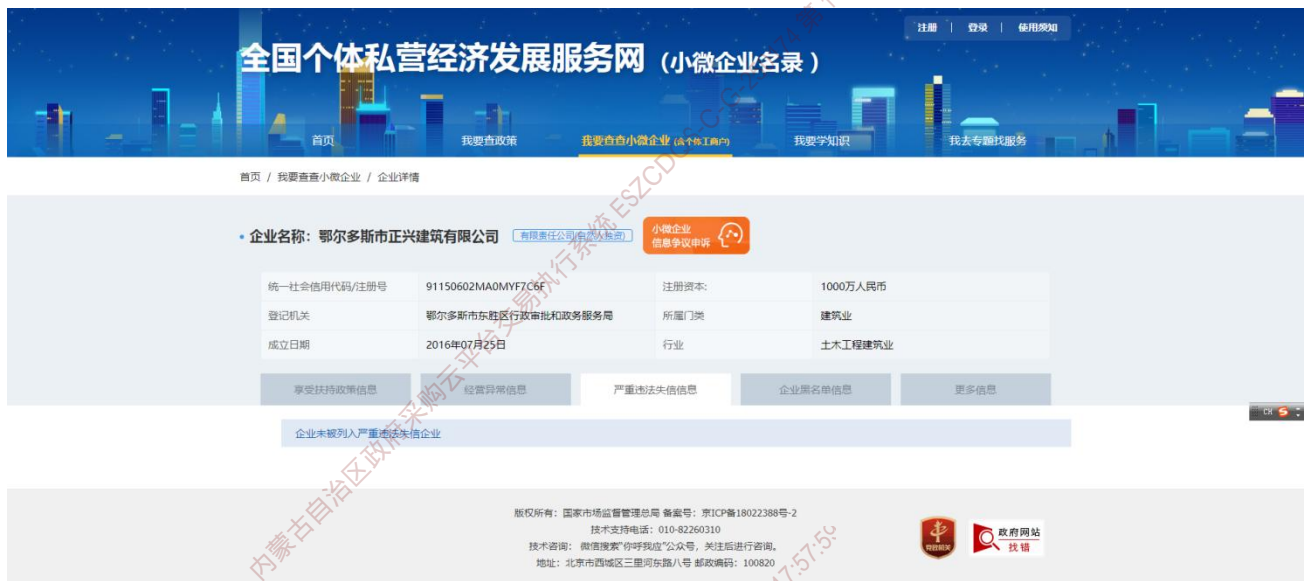 注册 | 登录 | 使用须知
全国个体私营经济发展服务网（小微企业名录）
首页 我要查政策 我要查查小微企业 (含个体工商户) 我要学知识 我去专题找服务
首页 / 我要查查小微企业 / 企业详情
企业名称：鄂尔多斯市正兴建筑有限公司 有限责任公司(自然人独资) 小微企业
信息争议申诉
统一社会信用代码/注册号 91150602MA0MYF7C6F 注册资本: 1000万人民币
登记机关 鄂尔多斯市东胜区行政审批和政务服务局 所属门类 建筑业
成立日期 2016年07月25日 行业 土木工程建筑业
享受扶持政策信息 经营异常信息 严重违法失信信息 企业黑名单信息 更多信息
企业未被列入严重违法失信企业
CH
版权所有：国家市场监督管理总局 备案号：京ICP备18022388号-2
技术支持电话：010-82260310
技术咨询： 微信搜索"你呼我应"公众号，关注后进行咨询。
地址：北京市西城区三里河东路八号 邮政编码：100820
党政机关
政府网站
找错
内蒙古自治区政府采购云平台交易执行系统